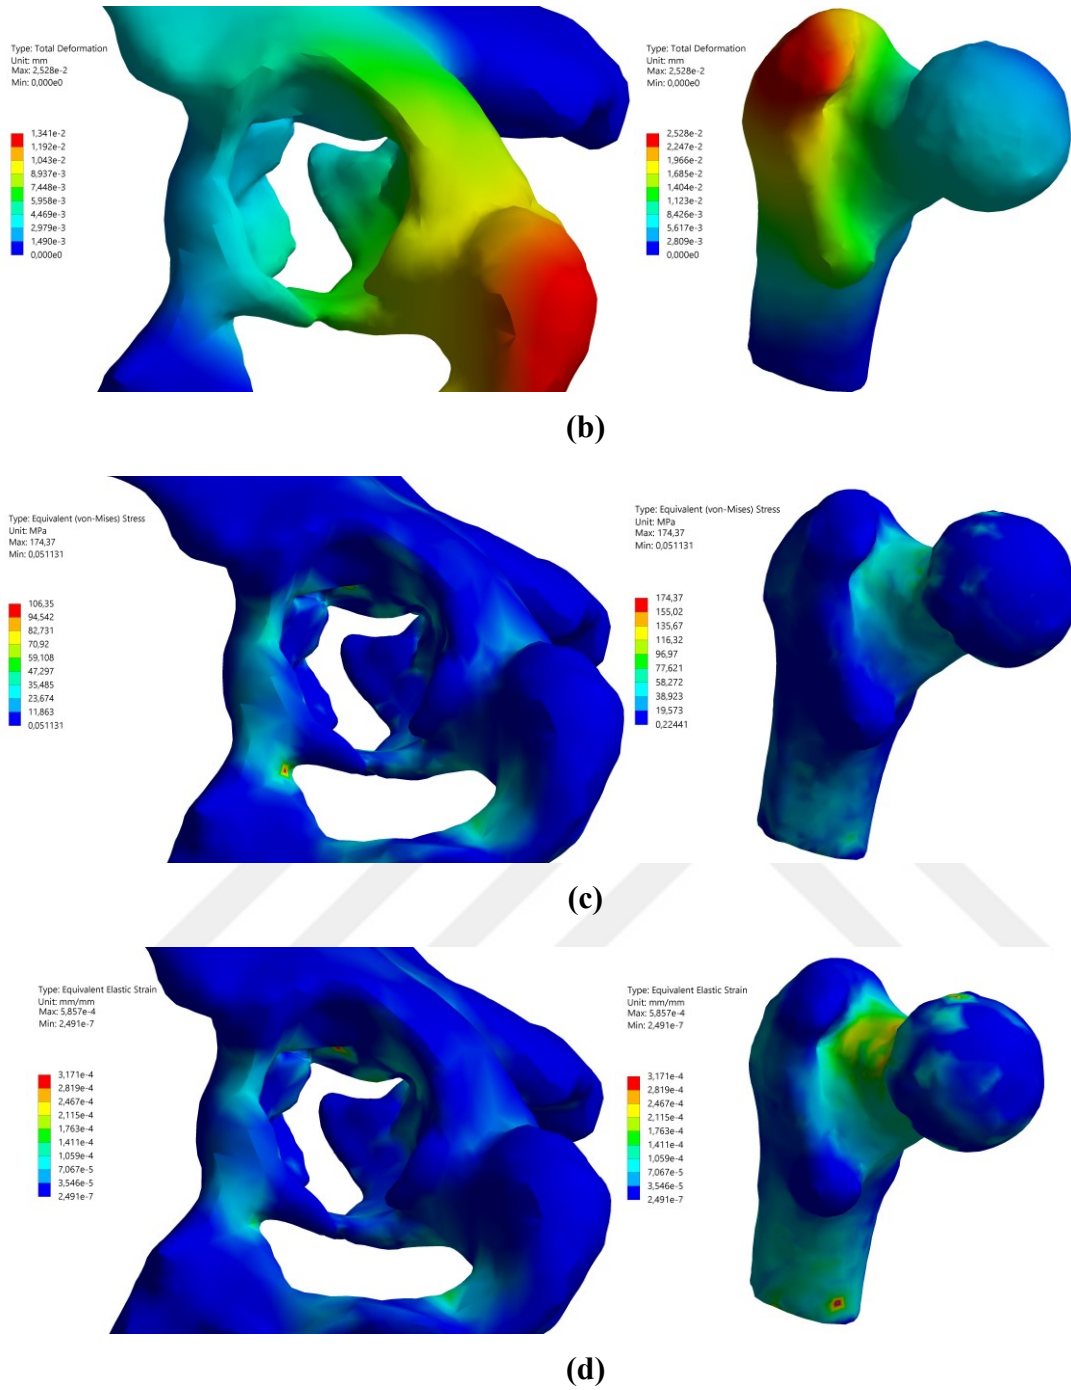 Type: Total Deformation
Unit: mm
Max: 2,528e-2
Min: 0,000e0
1,341e-2
1,192e-2
1,043e-2
8,937e-3
7,448e-3
5,958e-3
4,469e-3
2,979e-3
1,490e-3
0,000e0
Type: Total Deformation
Unit: mm
Max: 2,528e-2
Min: 0,000e0
2,528e-2
2,247e-2
1,966e-2
1,685e-2
1,404e-2
1,123e-2
8,426e-3
5,617e-3
2,809e-3
0,000e0
(b)
Type: Equivalent (von-Mises) Stress
Unit: MPa
Max: 174,37
Min: 0,051131
106,35
94,542
82,731
70,92
59,108
47,297
35,485
23,674
11,863
0,051131
Type: Equivalent (von-Mises) Stress
Unit: MPa
Max: 174,37
Min: 0,051131
174,37
155,02
135,67
116,32
96,97
77,621
58,272
38,923
19,573
0,22441
(c)
Type: Equivalent Elastic Strain
Unit: mm/mm
Max: 5,857e-4
Min: 2,491e-7
3,171e-4
2,819e-4
2,467e-4
2,115e-4
1,763e-4
1,411e-4
1,059e-4
7,067e-5
3,546e-5
2,491e-7
Type: Equivalent Elastic Strain
Unit: mm/mm
Max: 5,857e-4
Min: 2,491e-7
3,171e-4
2,819e-4
2,467e-4
2,115e-4
1,763e-4
1,411e-4
1,059e-4
7,067e-5
3,546e-5
2,491e-7
(d)